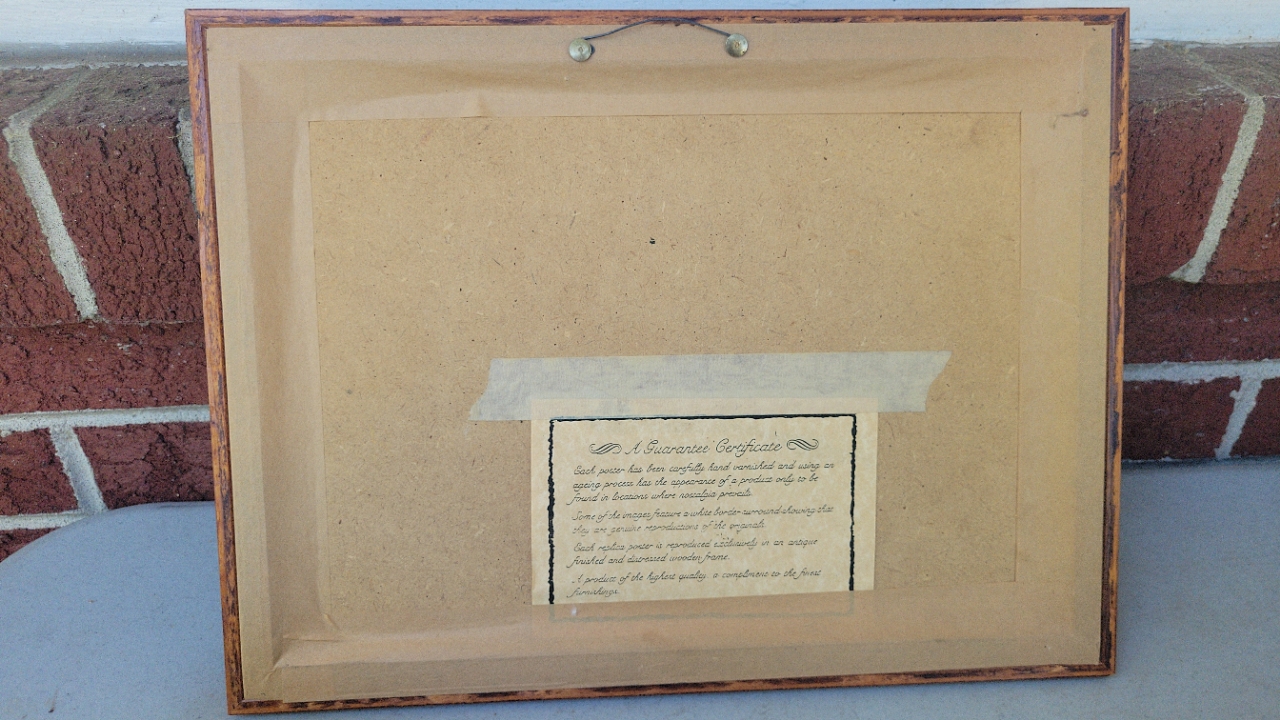 A Guarantee Certificate
Each poster has been carefully hand varnished and using an
ageing process has the appearance of a product only to be
found in locations where nostalgia prevails.
Some of the images feature a white border surround showing that
they are genuine reproductions of the originals.
Each replica poster is reproduced exclusively in an antique
finished and distressed wooden frame.
A product of the highest quality, a compliment to the finest
furnishings.